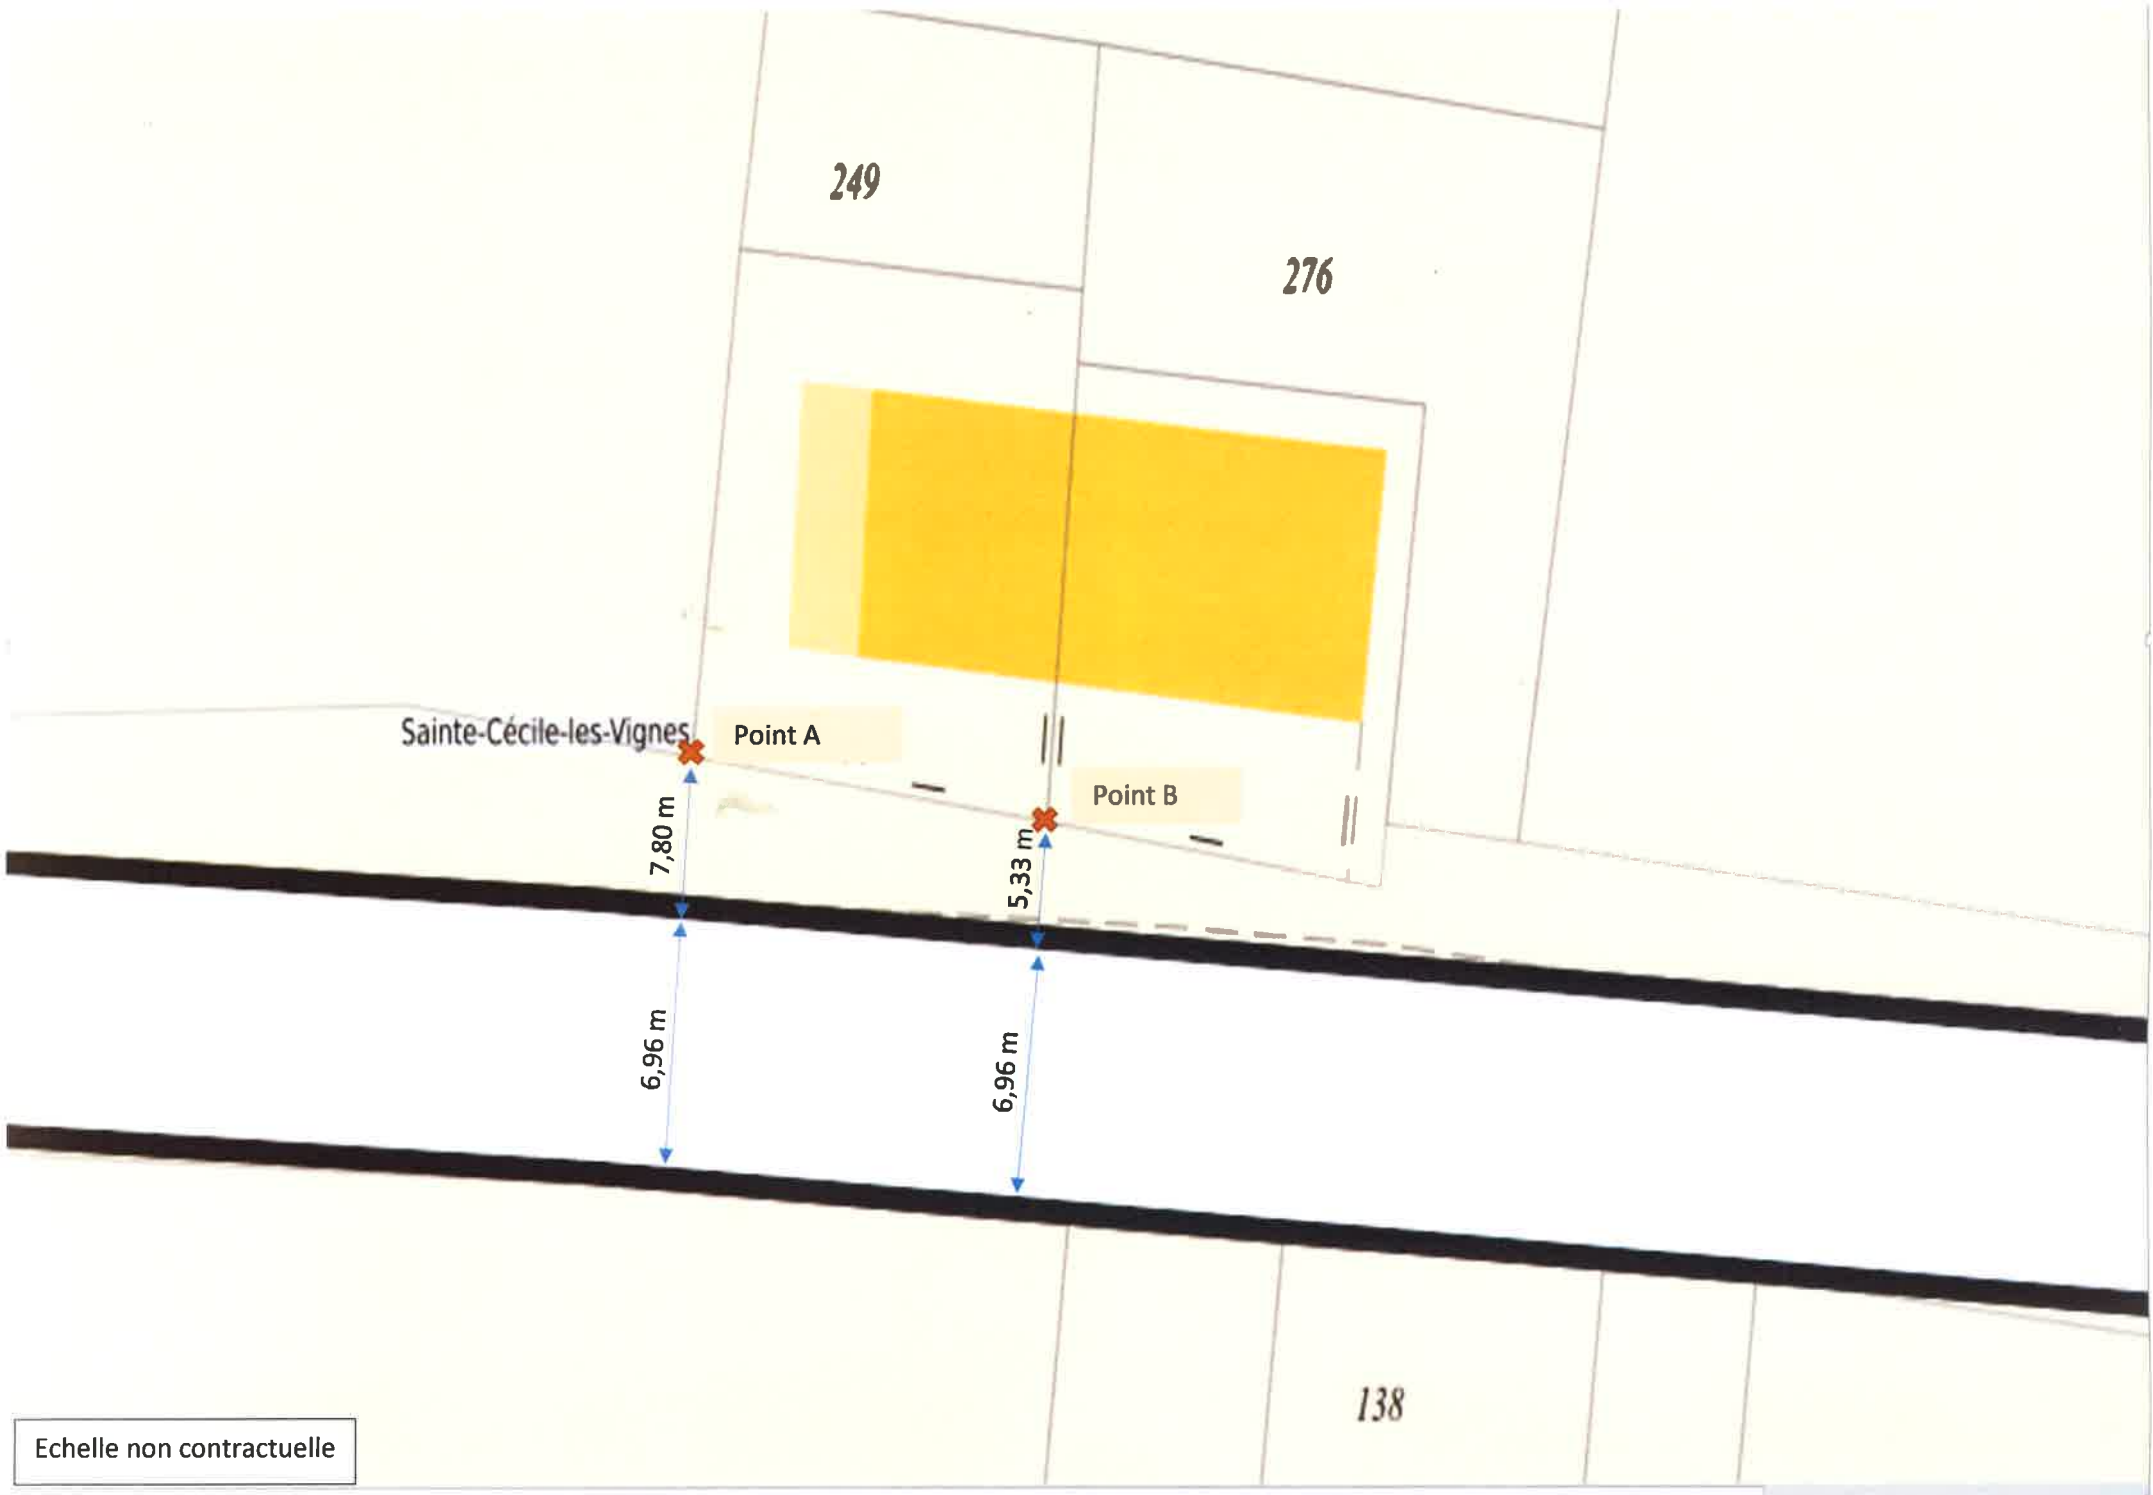 249
276
Sainte-Cécile-les-Vignes
Point A
Point B
7,80 m
5,33 m
6,96 m
6,96 m
138
Echelle non contractuelle